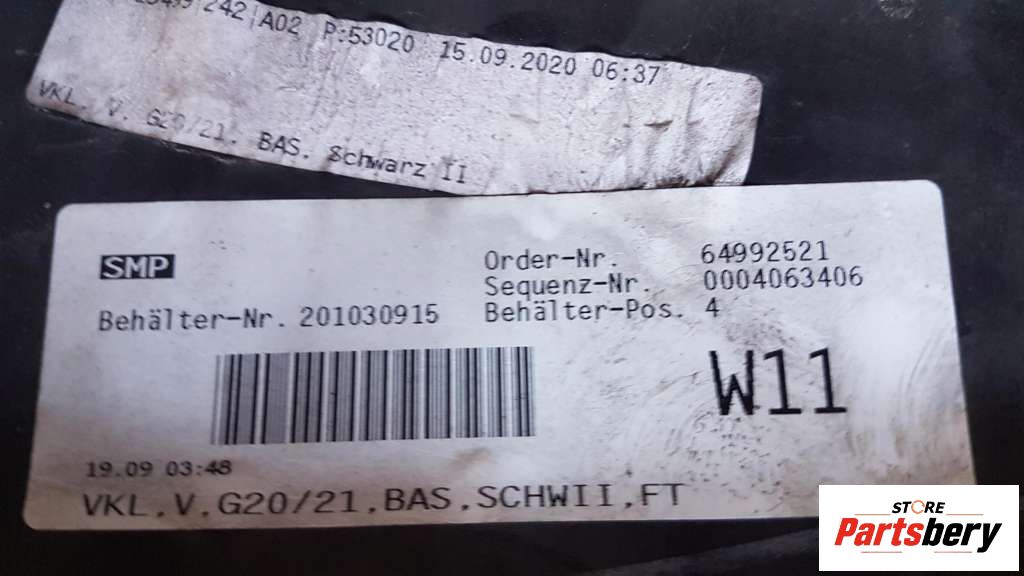 242|A02 P:53020 15.09.2020 06:37
VKL. V. G20/21. BAS. Schwarz II
SMP
Order-Nr. 64992521
Sequenz-Nr. 0004063406
Behälter-Nr. 201030915 Behälter-Pos. 4
W11
19.09 03:48
VKL.V.G20/21.BAS.SCHWII.FT
STORE
Partsbery